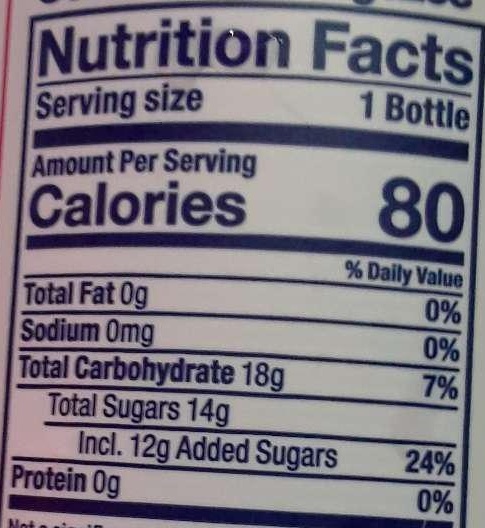 Nutrition Facts
Serving size 1 Bottle
Amount Per Serving
Calories 80
% Daily Value
Total Fat 0g 0%
Sodium 0mg 0%
Total Carbohydrate 18g 7%
Total Sugars 14g
Incl. 12g Added Sugars 24%
Protein 0g 0%